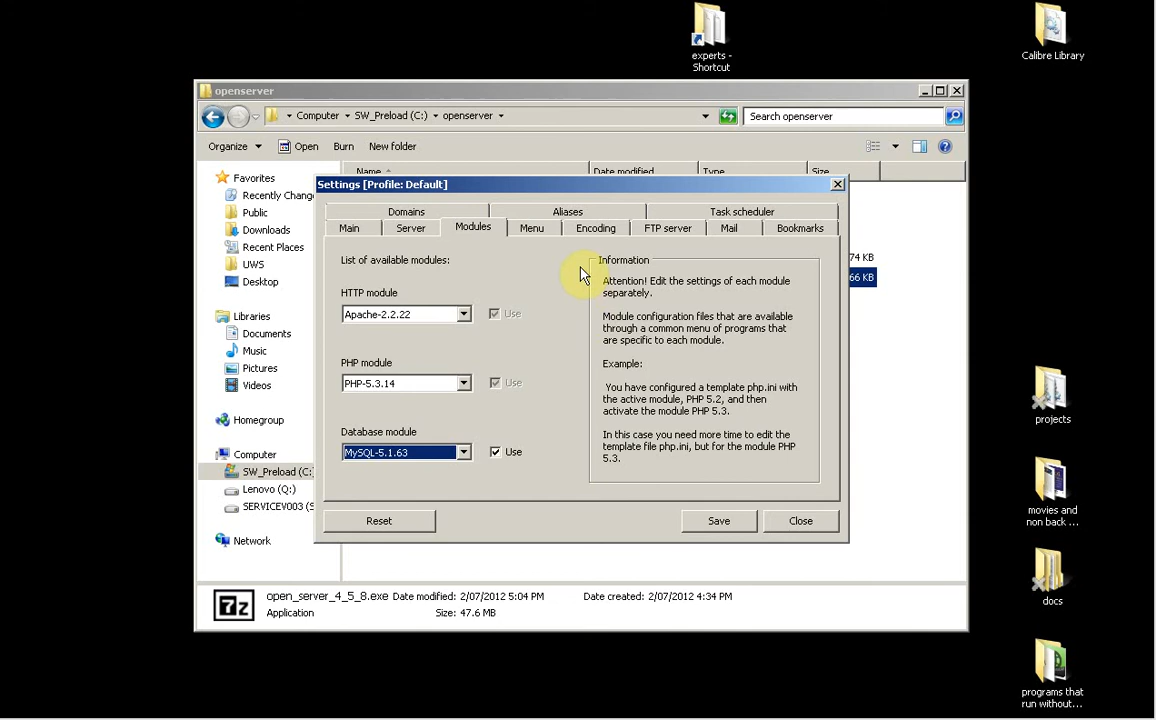 experts -
Shortcut
Calibre Library
openserver
Computer SW_Preload (C:) openserver
Search openserver
Organize Open Burn New folder
Name Date modified Type Size
Favorites
Recently Chang
Public
Downloads
Recent Places
UWS
Desktop
Libraries
Documents
Music
Pictures
Videos
Homegroup
Computer
SW_Preload (C:
Lenovo (Q:)
SERVICEV003 (S
Network
74 KB
66 KB
Settings [Profile: Default]
Domains Aliases Task scheduler
Main Server Modules Menu Encoding FTP server Mail Bookmarks
List of available modules:
HTTP module
Apache-2.2.22 Use
PHP module
PHP-5.3.14 Use
Database module
MySQL-5.1.63 Use
Information
Attention! Edit the settings of each module
separately.
Module configuration files that are available
through a common menu of programs that
are specific to each module.
Example:
You have configured a template php.ini with
the active module, PHP 5.2, and then
activate the module PHP 5.3.
In this case you need more time to edit the
template file php.ini, but for the module PHP
5.3.
Reset Save Close
7z
open_server_4_5_8.exe Date modified: 2/07/2012 5:04 PM Date created: 2/07/2012 4:34 PM
Application Size: 47.6 MB
projects
movies and
non back ...
docs
programs that
run without...